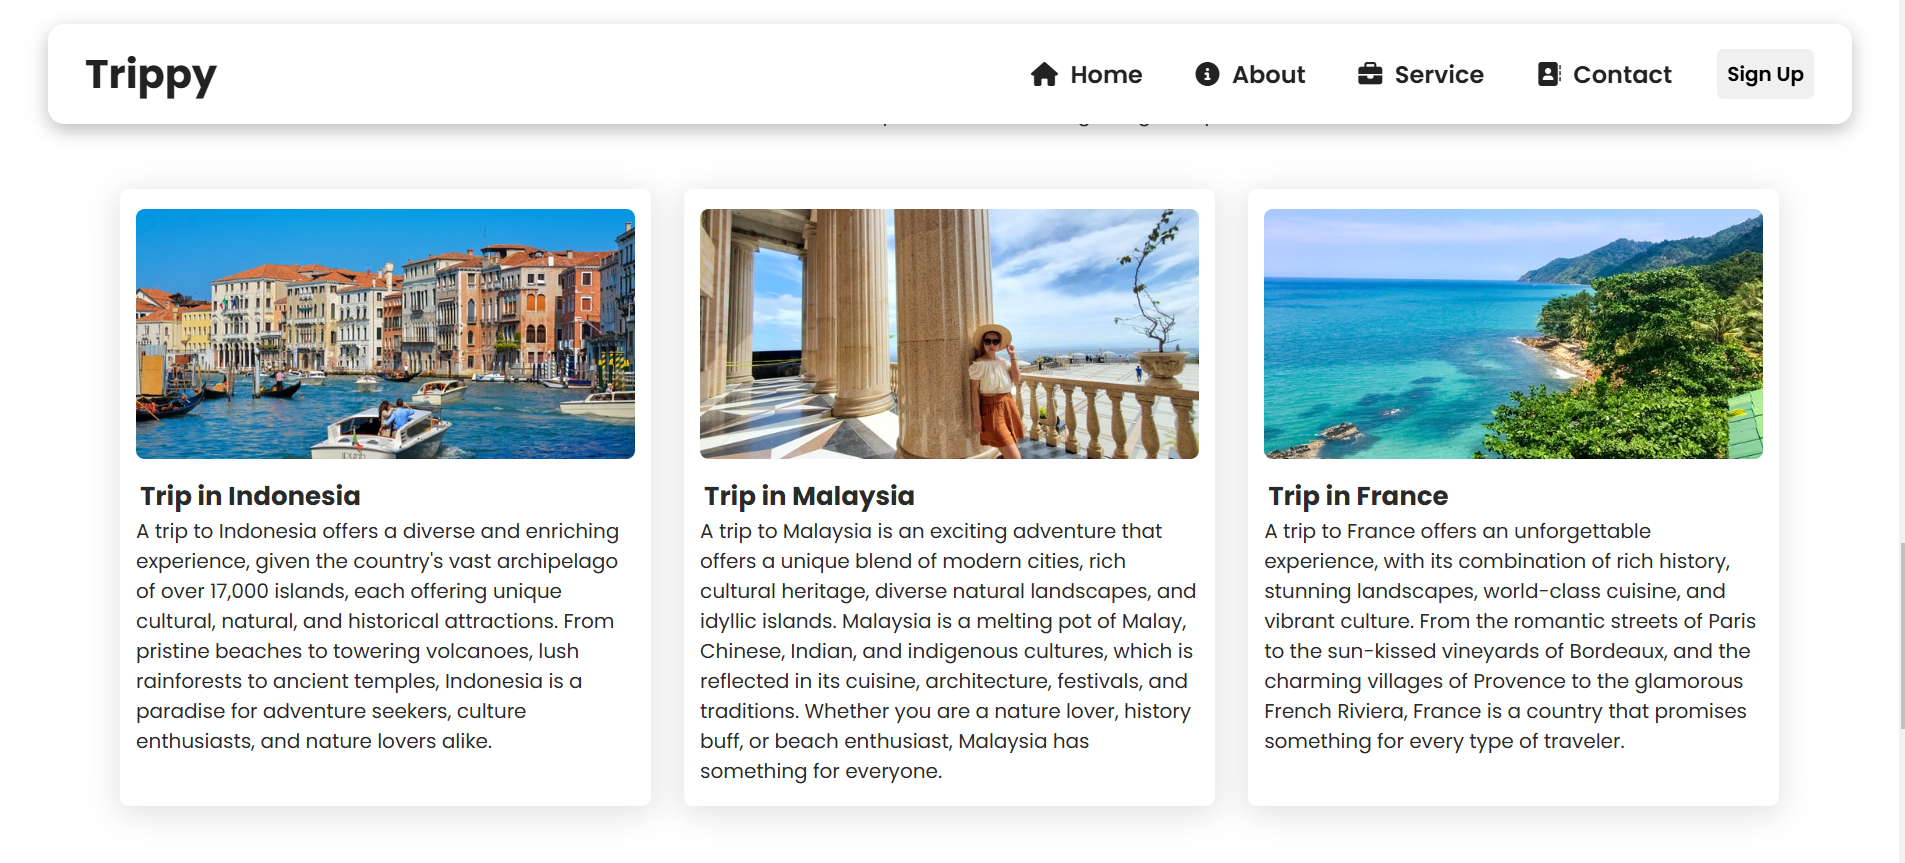 Trippy
Home
About
Service
Contact
Sign Up
Trip in Indonesia
A trip to Indonesia offers a diverse and enriching
experience, given the country's vast archipelago
of over 17,000 islands, each offering unique
cultural, natural, and historical attractions. From
pristine beaches to towering volcanoes, lush
rainforests to ancient temples, Indonesia is a
paradise for adventure seekers, culture
enthusiasts, and nature lovers alike.
Trip in Malaysia
A trip to Malaysia is an exciting adventure that
offers a unique blend of modern cities, rich
cultural heritage, diverse natural landscapes, and
idyllic islands. Malaysia is a melting pot of Malay,
Chinese, Indian, and indigenous cultures, which is
reflected in its cuisine, architecture, festivals, and
traditions. Whether you are a nature lover, history
buff, or beach enthusiast, Malaysia has
something for everyone.
Trip in France
A trip to France offers an unforgettable
experience, with its combination of rich history,
stunning landscapes, world-class cuisine, and
vibrant culture. From the romantic streets of Paris
to the sun-kissed vineyards of Bordeaux, and the
charming villages of Provence to the glamorous
French Riviera, France is a country that promises
something for every type of traveler.